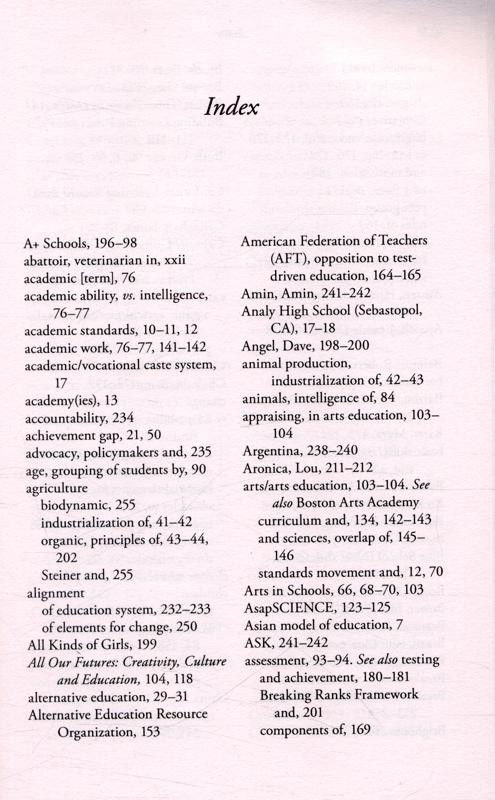 Index
A+ Schools, 196–98
abattoir, veterinarian in, xxii
academic [term], 76
academic ability, vs. intelligence,
76–77
academic standards, 10–11, 12
academic work, 76–77, 141–142
academic/vocational caste system,
17
academy(ies), 13
accountability, 234
achievement gap, 21, 50
advocacy, policymakers and, 235
age, grouping of students by, 90
agriculture
biodynamic, 255
industrialization of, 41–42
organic, principles of, 43–44,
202
Steiner and, 255
alignment
of education system, 232–233
of elements for change, 250
All Kinds of Girls, 199
All Our Futures: Creativity, Culture
and Education, 104, 118
alternative education, 29–31
Alternative Education Resource
Organization, 153
American Federation of Teachers
(AFT), opposition to test-
driven education, 164–165
Amin, Amin, 241–242
Analy High School (Sebastopol,
CA), 17–18
Angel, Dave, 198–200
animal production,
industrialization of, 42–43
animals, intelligence of, 84
appraising, in arts education, 103–
104
Argentina, 238–240
Aronica, Lou, 211–212
arts/arts education, 103–104. See
also Boston Arts Academy
curriculum and, 134, 142–143
and sciences, overlap of, 145–
146
standards movement and, 12, 70
Arts in Schools, 66, 68–70, 103
AsapSCIENCE, 123–125
Asian model of education, 7
ASK, 241–242
assessment, 93–94. See also testing
and achievement, 180–181
Breaking Ranks Framework
and, 201
components of, 169